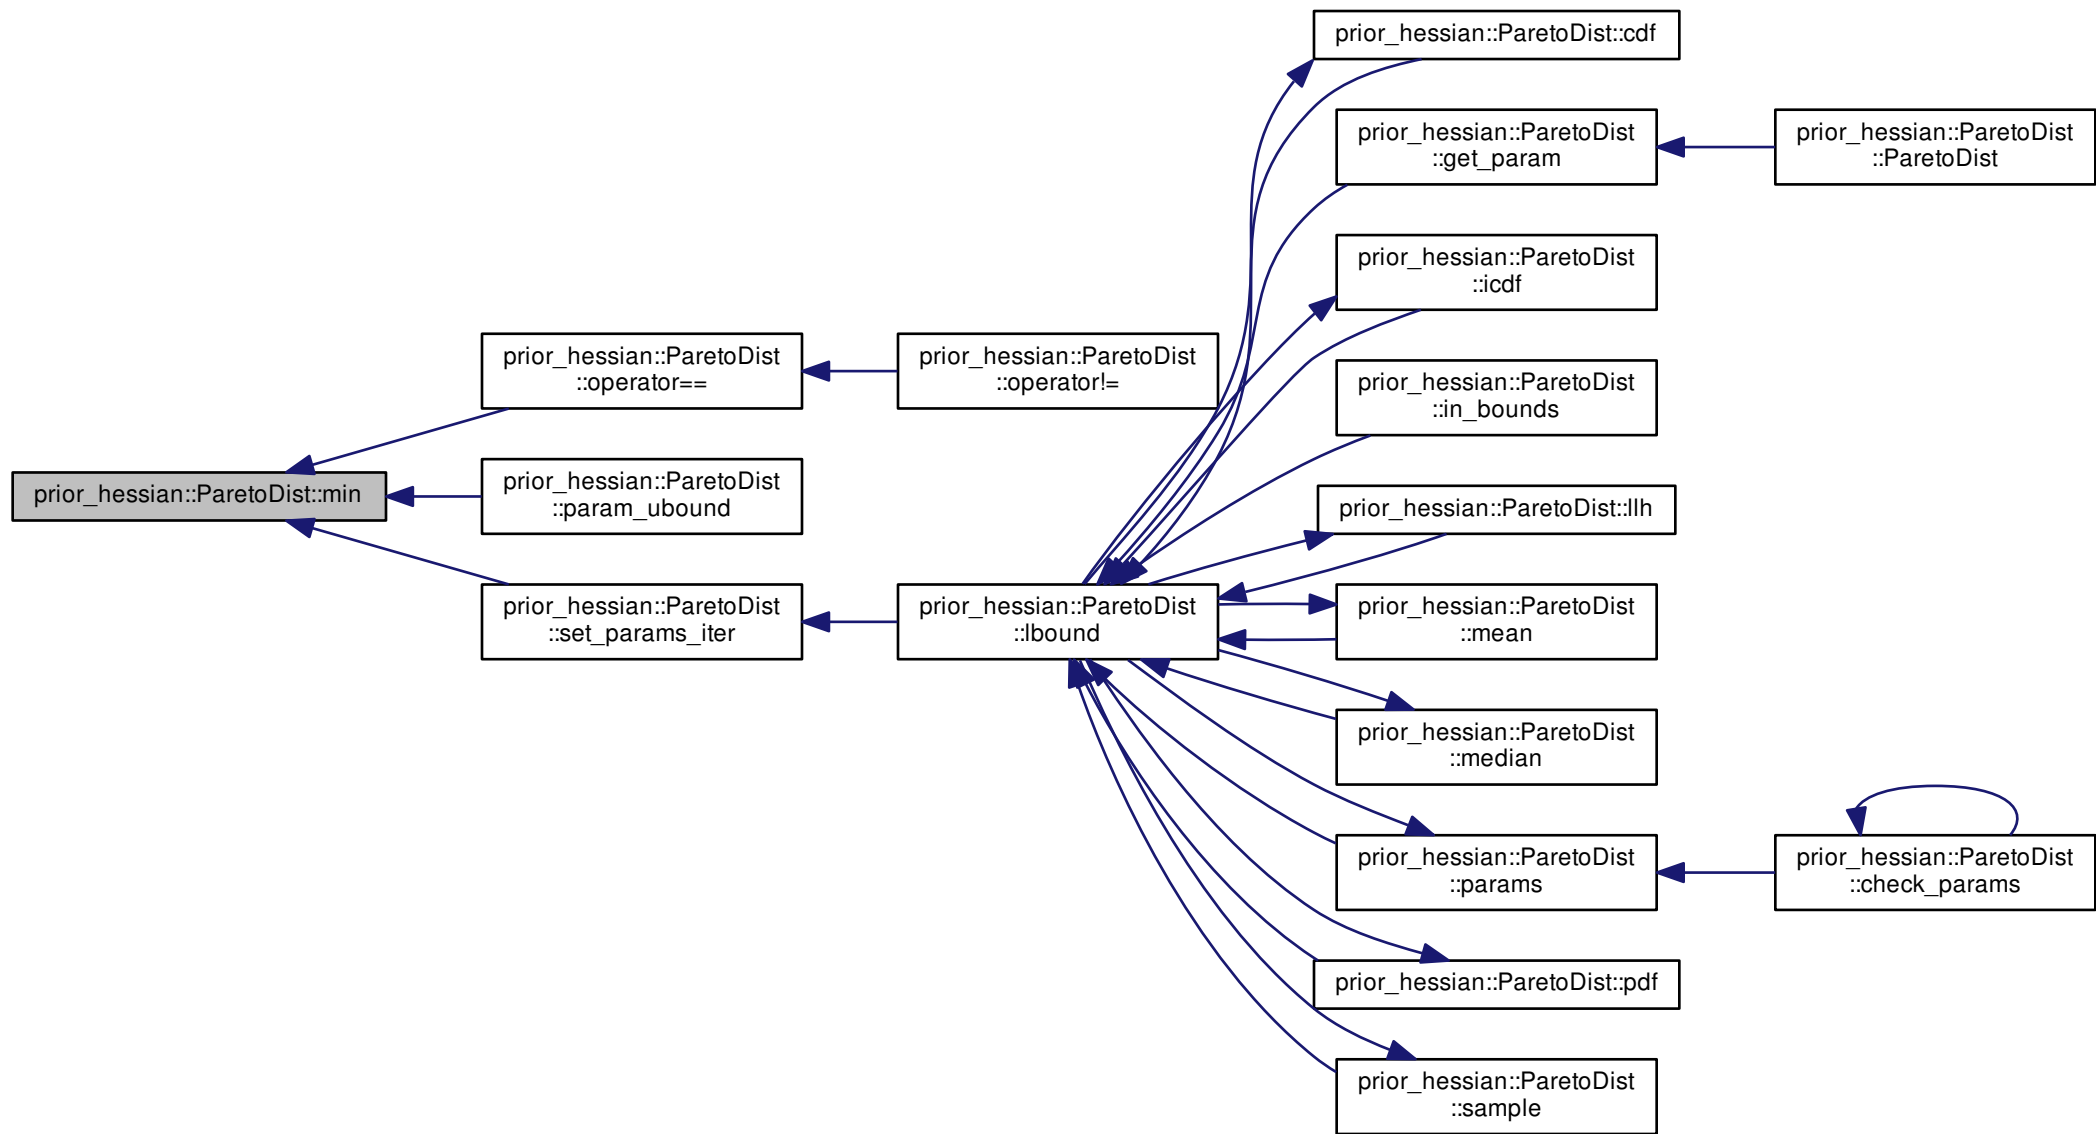 prior_hessian::ParetoDist::min
prior_hessian::ParetoDist
::operator==
prior_hessian::ParetoDist
::param_ubound
prior_hessian::ParetoDist
::set_params_iter
prior_hessian::ParetoDist
::operator!=
prior_hessian::ParetoDist
::lbound
prior_hessian::ParetoDist::cdf
prior_hessian::ParetoDist
::get_param
prior_hessian::ParetoDist
::icdf
prior_hessian::ParetoDist
::in_bounds
prior_hessian::ParetoDist::llh
prior_hessian::ParetoDist
::mean
prior_hessian::ParetoDist
::median
prior_hessian::ParetoDist
::params
prior_hessian::ParetoDist::pdf
prior_hessian::ParetoDist
::sample
prior_hessian::ParetoDist
::ParetoDist
prior_hessian::ParetoDist
::check_params